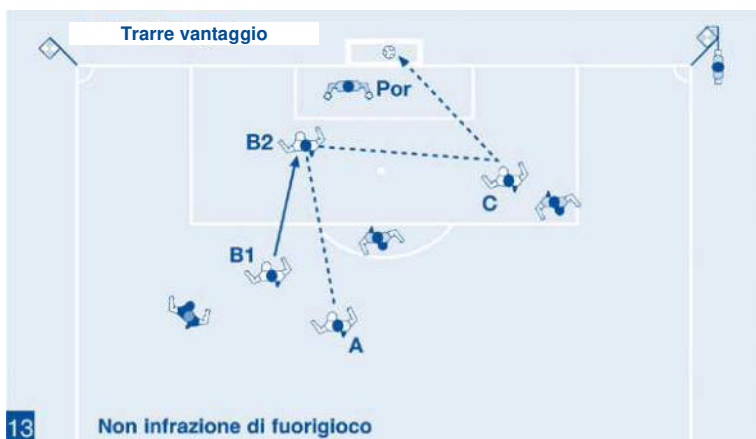 Trarre vantaggio
Por
B2
C
B1
A
13
Non infrazione di fuorigioco